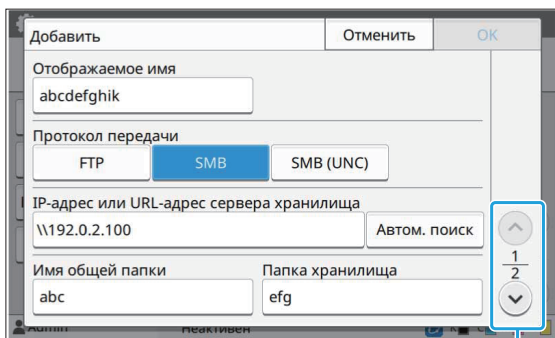 Добавить
Отменить
OK
Отображаемое имя
abcdefghik
Протокол передачи
FTP
SMB
SMB (UNC)
IP-адрес или URL-адрес сервера хранилища
\\192.0.2.100
Автом. поиск
1
2
Имя общей папки
Папка хранилища
abc
efg
Admin
Неактивен